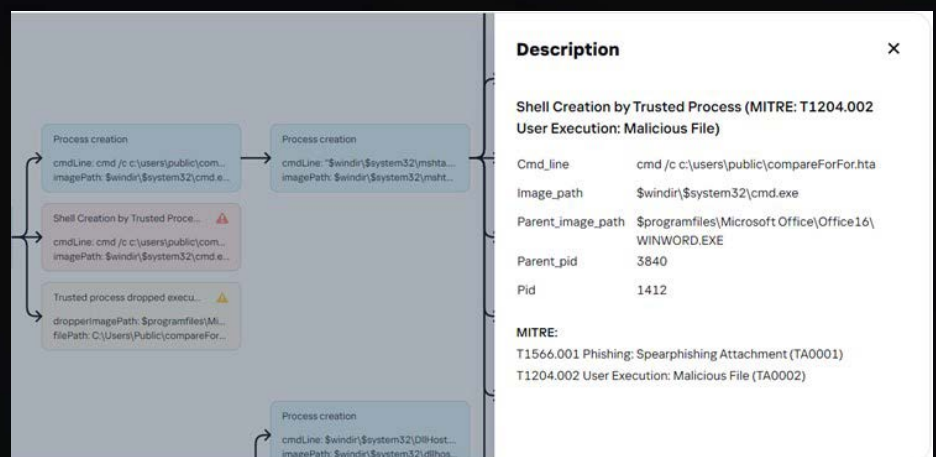 Process creation
cmdLine: cmd /c c:\users\public\com...
imagePath: $windir\$system32\cmd.e...
Process creation
cmdLine: "$windir\$system32\mshta...
imagePath: $windir\$system32\msht...
Shell Creation by Trusted Proce...
cmdLine: cmd /c c:\users\public\com...
imagePath: $windir\$system32\cmd.e...
Trusted process dropped execu...
dropperImagePath: $programfiles\Mi...
filePath: C:\Users\Public\compareFor...
Process creation
cmdLine: $windir\$system32\DllHost...
imagePath: $windir\$system32\dllhos...
Description
Shell Creation by Trusted Process (MITRE: T1204.002
User Execution: Malicious File)
Cmd_line cmd /c c:\users\public\compareForFor.hta
Image_path $windir\$system32\cmd.exe
Parent_image_path $programfiles\Microsoft Office\Office16\
WINWORD.EXE
Parent_pid 3840
Pid 1412
MITRE:
T1566.001 Phishing: Spearphishing Attachment (TA0001)
T1204.002 User Execution: Malicious File (TA0002)